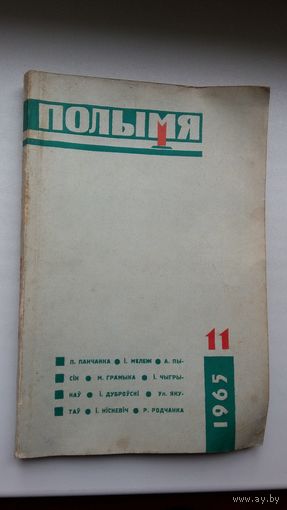 ПОЛЫМЯ
11
1965
П. ПАНЧАНКА І. МЕЛЕЖ А. ПЫ-
СІН М. ГРАМЫКА І. ЧЫГРЫ-
НАЎ І. ДУБРОЎСКІ Ул. ЯКУ-
ТАЎ І. НІСНЕВІЧ Р. РОДЧАНКА
www.ay.by